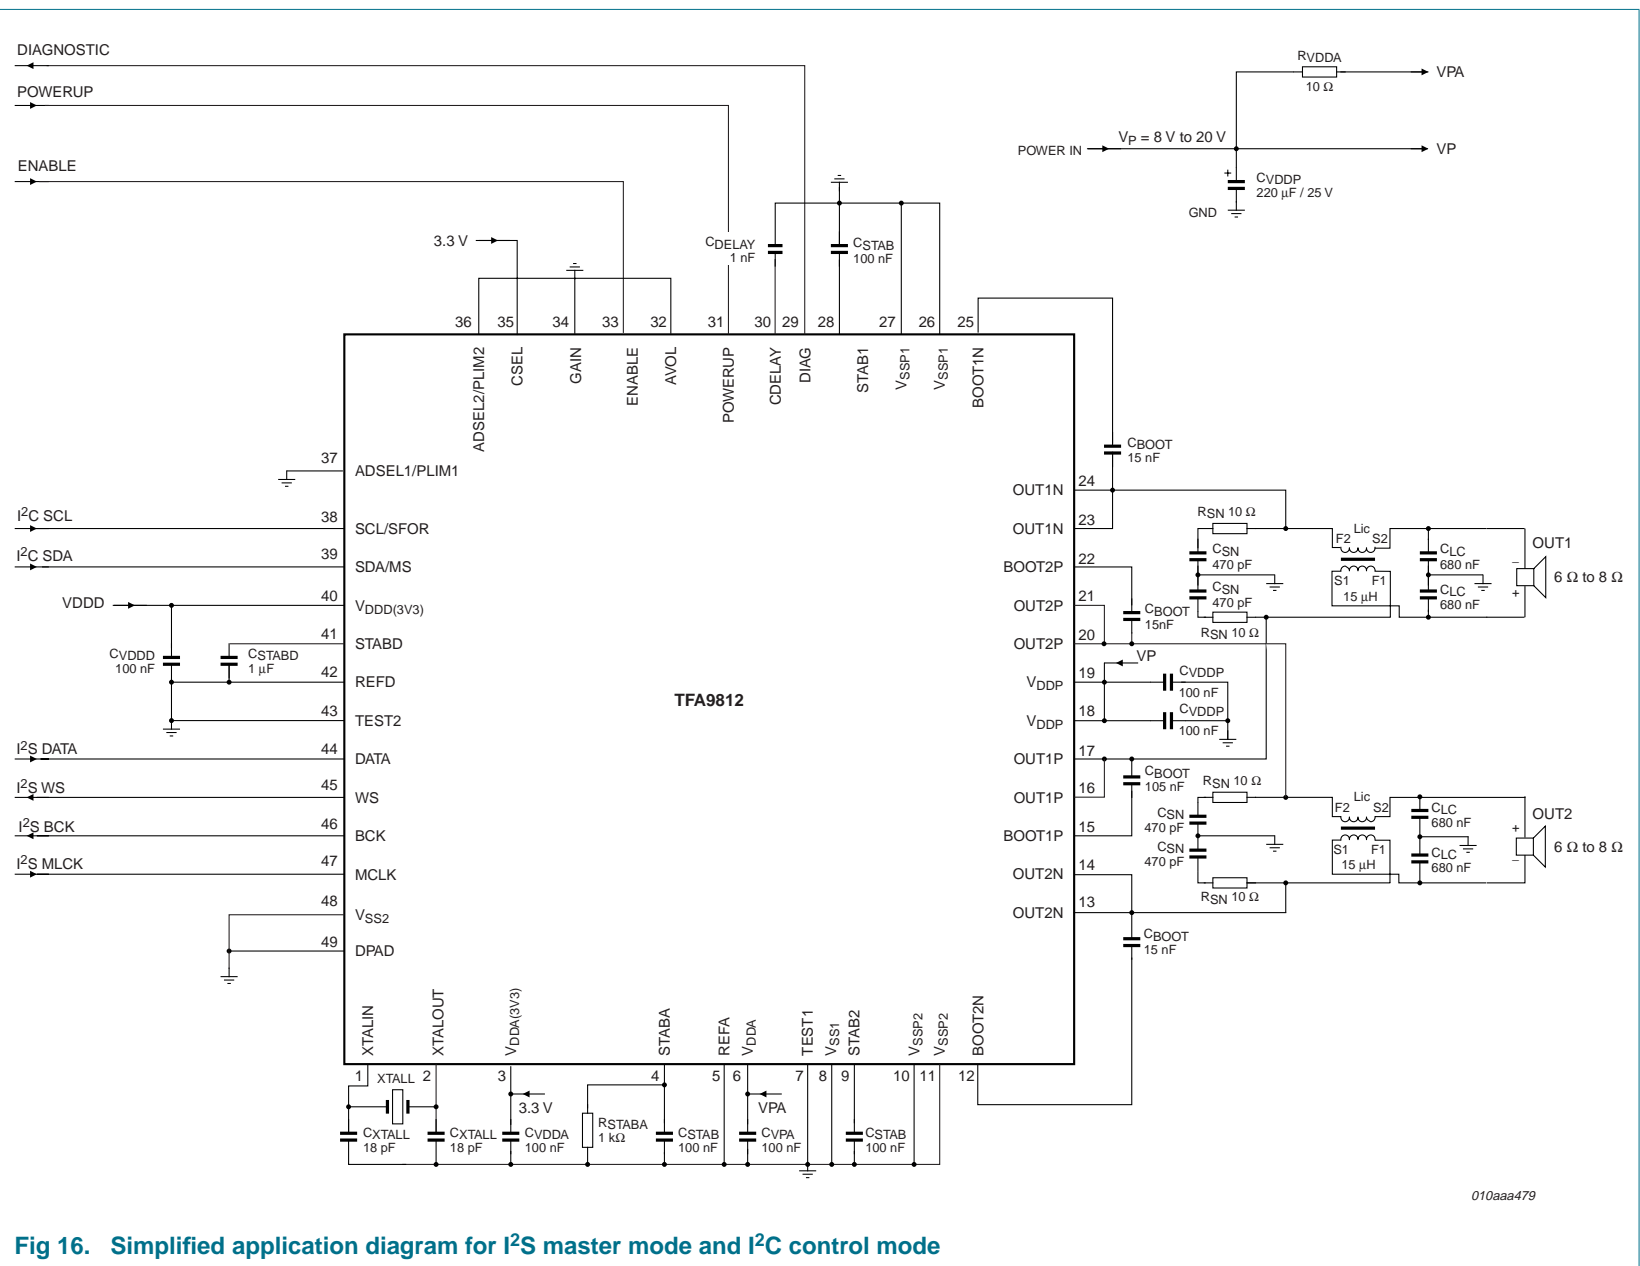 DIAGNOSTIC
POWERUP
ENABLE
RVDDA
10 Ω
VPA
POWER IN
VP = 8 V to 20 V
VP
+
CVDDP
220 µF / 25 V
GND
3.3 V
CDELAY
1 nF
CSTAB
100 nF
36 35 34 33 32 31 30 29 28 27 26 25
ADSEL2/PLIM2
CSEL
GAIN
ENABLE
AVOL
POWERUP
CDELAY
DIAG
STAB1
VSSP1
VSSP1
BOOT1N
CBOOT
15 nF
37
ADSEL1/PLIM1
I2C SCL
38
SCL/SFOR
I2C SDA
39
SDA/MS
VDDD
40
VDDD(3V3)
41
STABD
CVDDD
100 nF
CSTABD
1 µF
42
REFD
43
TEST2
I2S DATA
44
DATA
I2S WS
45
WS
I2S BCK
46
BCK
I2S MLCK
47
MCLK
48
VSS2
49
DPAD
TFA9812
OUT1N
24
OUT1N
23
BOOT2P
22
OUT2P
21
CBOOT
15nF
OUT2P
20
VP
VDDP
19
CVDDP
100 nF
VDDP
18
CVDDP
100 nF
OUT1P
17
CBOOT
105 nF
OUT1P
16
BOOT1P
15
OUT2N
14
OUT2N
13
CBOOT
15 nF
RSN 10 Ω
CSN
470 pF
CSN
470 pF
RSN 10 Ω
Lic
F2 S2
S1 F1
15 µH
CLC
680 nF
CLC
680 nF
OUT1
−
+
6 Ω to 8 Ω
RSN 10 Ω
CSN
470 pF
CSN
470 pF
RSN 10 Ω
Lic
F2 S2
S1 F1
15 µH
CLC
680 nF
CLC
680 nF
OUT2
+
−
6 Ω to 8 Ω
XTALIN
XTALOUT
VDDA(3V3)
STABA
REFA
VDDA
TEST1
VSS1
STAB2
VSSP2
VSSP2
BOOT2N
1 2 3 4 5 6 7 8 9 10 11 12
XTALL
3.3 V
VPA
CXTALL
18 pF
CXTALL
18 pF
CVDDA
100 nF
RSTABA
1 kΩ
CSTAB
100 nF
CVPA
100 nF
CSTAB
100 nF
010aaa479
Fig 16. Simplified application diagram for I2S master mode and I2C control mode